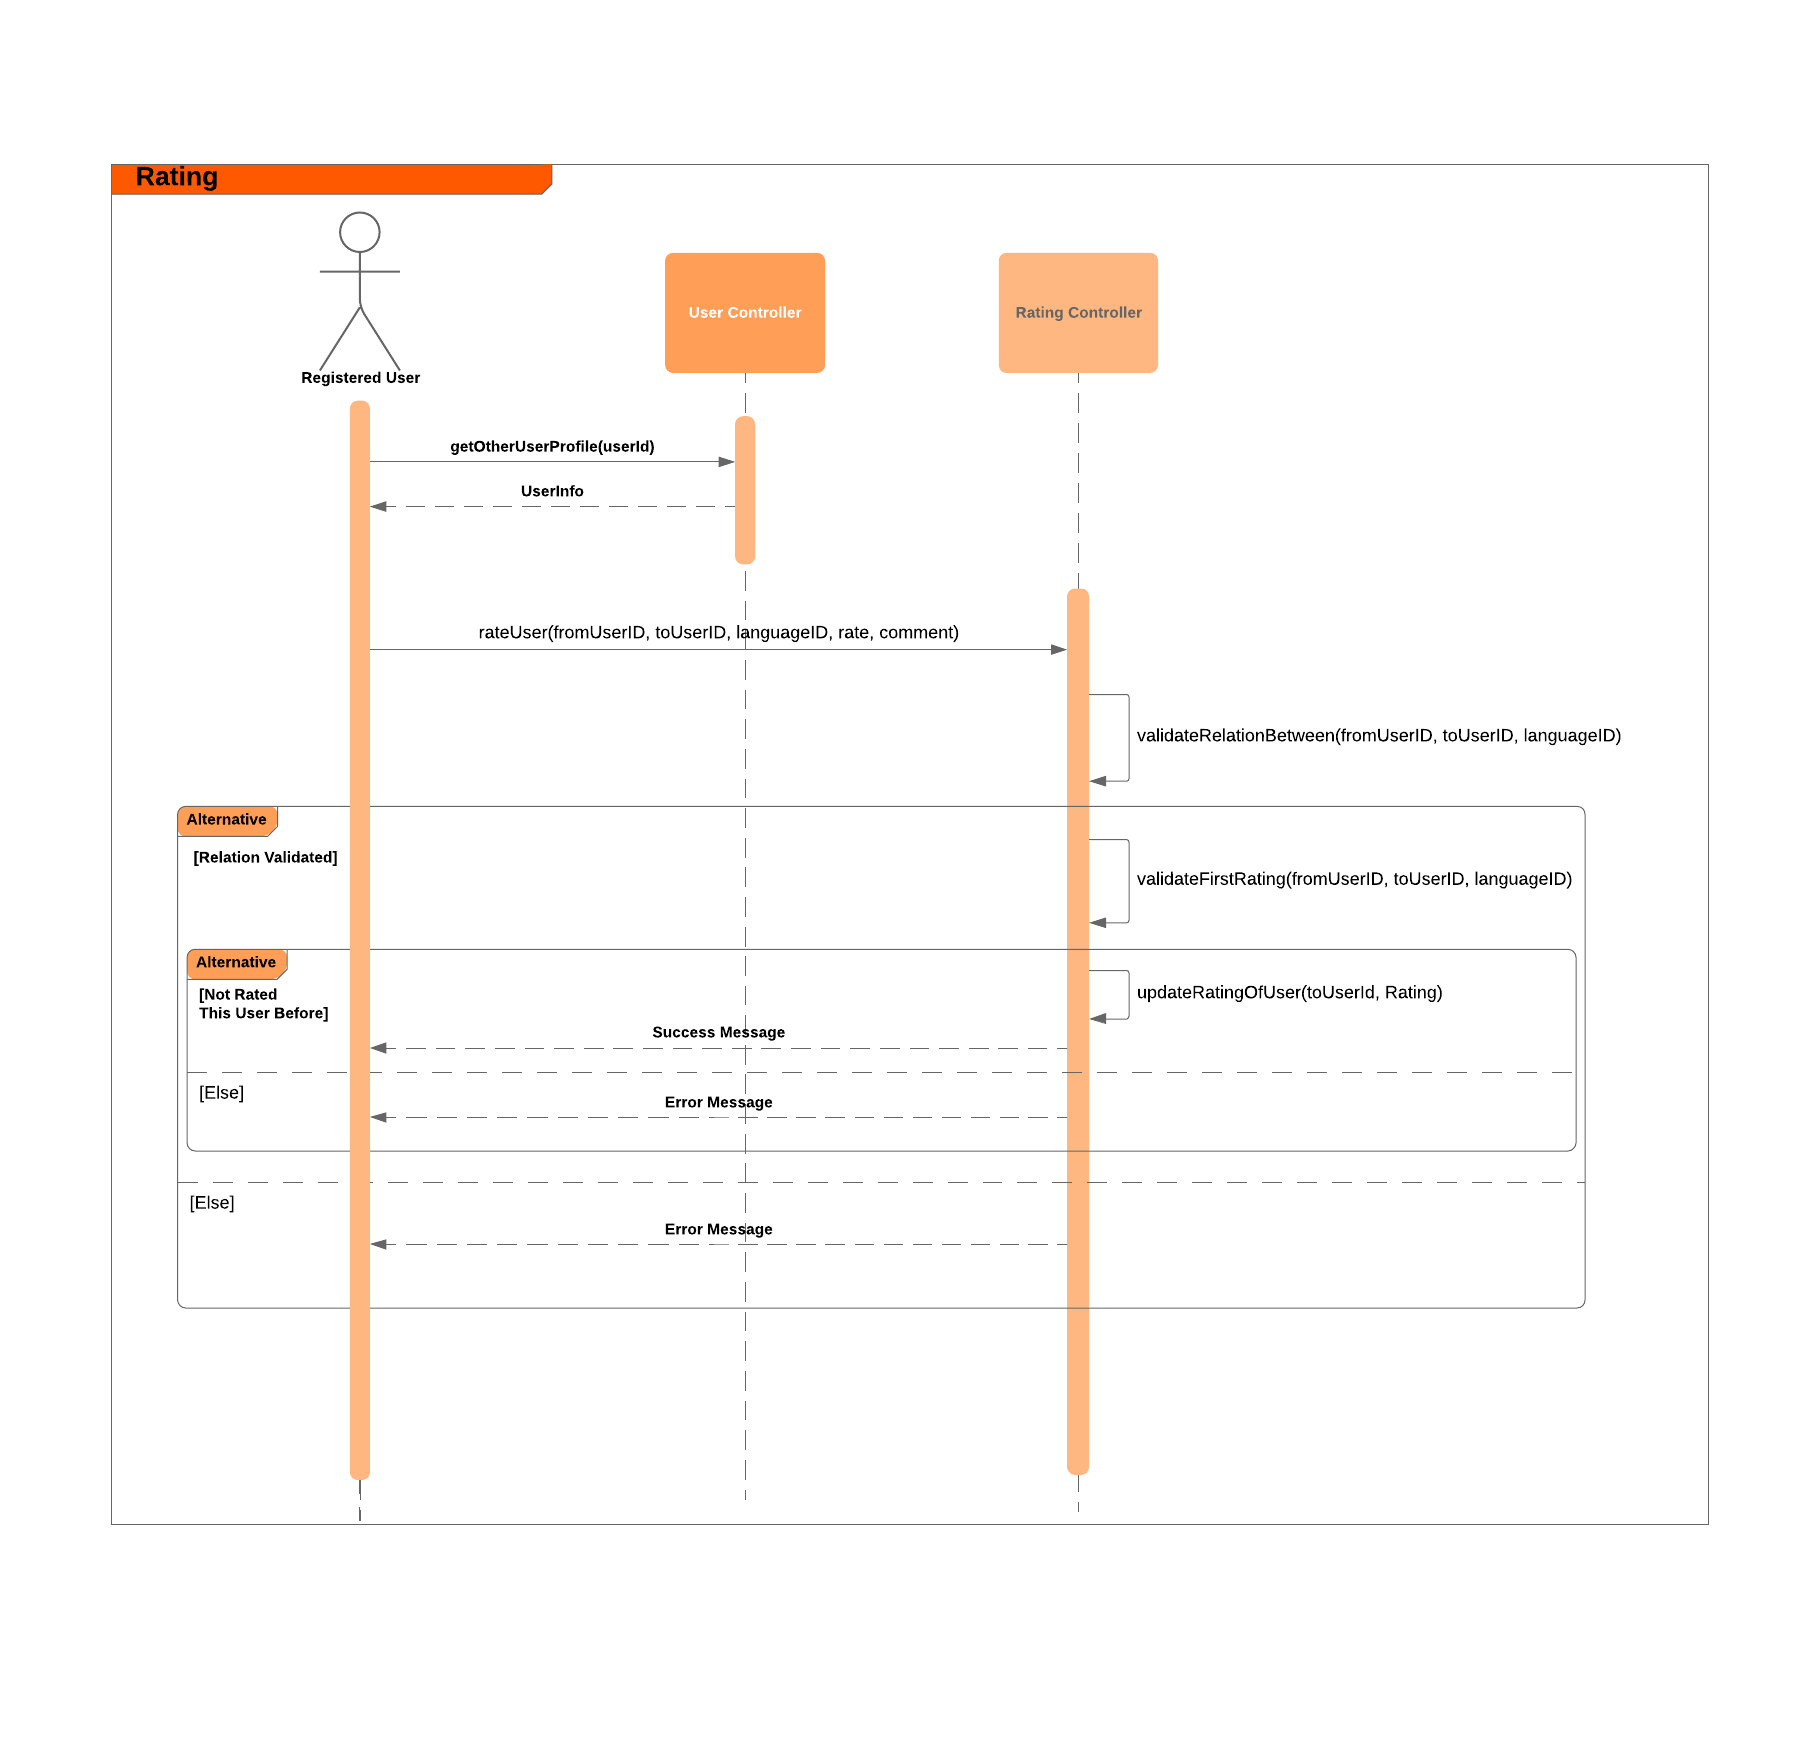 Rating
User Controller
Rating Controller
Registered User
getOtherUserProfile(userId)
UserInfo
rateUser(fromUserID, toUserID, languageID, rate, comment)
validateRelationBetween(fromUserID, toUserID, languageID)
Alternative
[Relation Validated]
validateFirstRating(fromUserID, toUserID, languageID)
Alternative
[Not Rated
This User Before]
updateRatingOfUser(toUserId, Rating)
Success Message
[Else]
Error Message
[Else]
Error Message